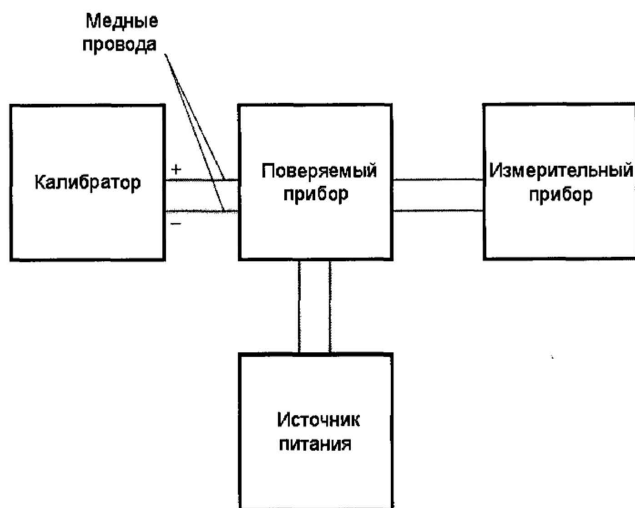 Медные
провода
Калибратор
+
–
Поверяемый
прибор
Измерительный
прибор
Источник
питания